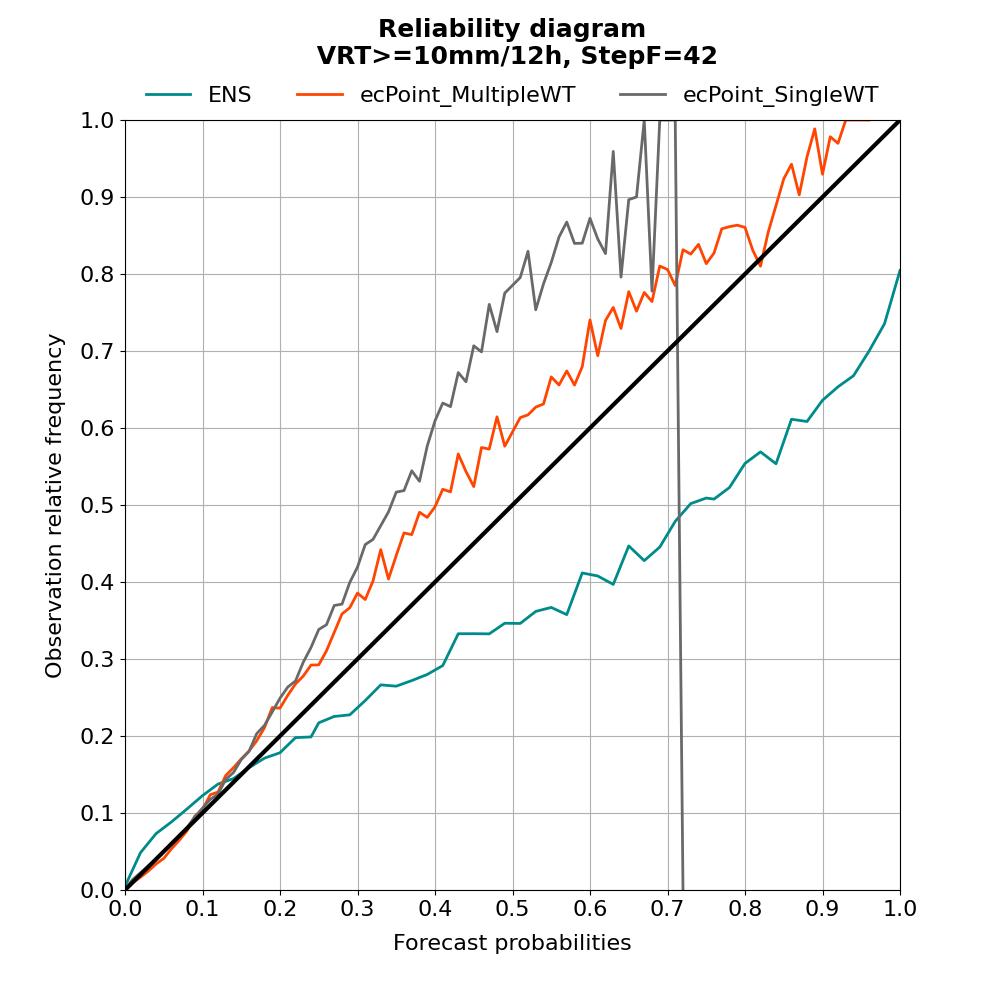 Reliability diagram
VRT>=10mm/12h, StepF=42
ENS ecPoint_MultipleWT ecPoint_SingleWT
1.0
0.9
0.8
0.7
0.6
0.5
0.4
0.3
0.2
0.1
0.0
Observation relative frequency
0.0 0.1 0.2 0.3 0.4 0.5 0.6 0.7 0.8 0.9 1.0
Forecast probabilities